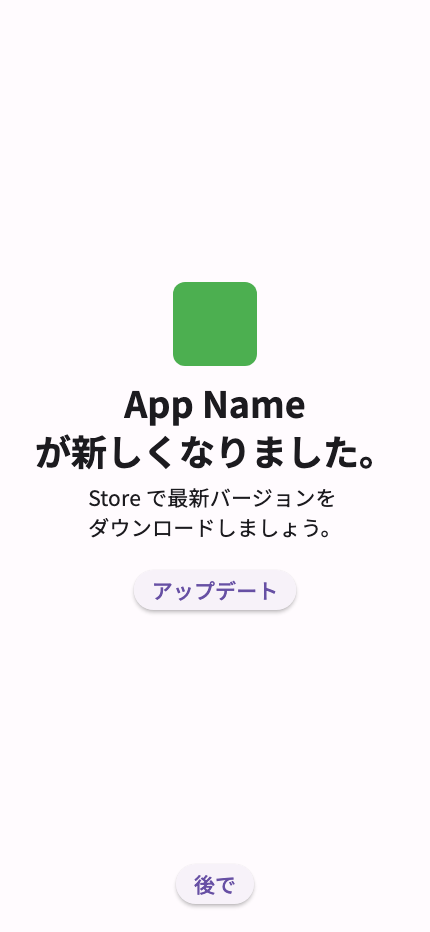 App Name
が新しくなりました。
Store で最新バージョンを
ダウンロードしましょう。
アップデート
後で